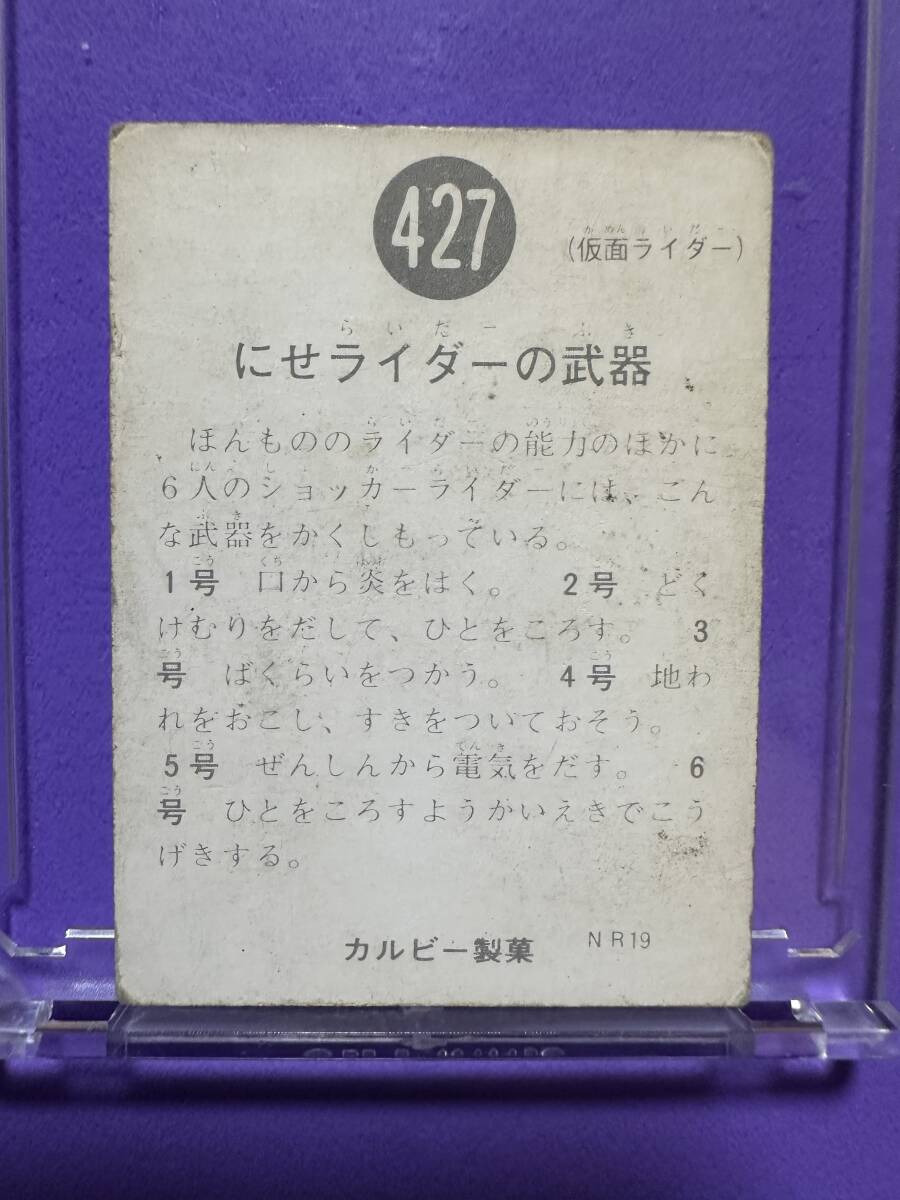 427
(仮面ライダー)
にせライダーの武器
ほんもののライダーの能力のほかに
6人のショッカーライダーには、こん
な武器をかくしもっている。
1号 口から炎をはく。 2号 どく
けむりをだして、ひとをころす。 3
号 ばくらいをつかう。 4号 地わ
れをおこし、すきをついておそう。
5号 ぜんしんから電気をだす。 6
号 ひとをころすようかいえきでこう
げきする。
カルビー製菓
NR19